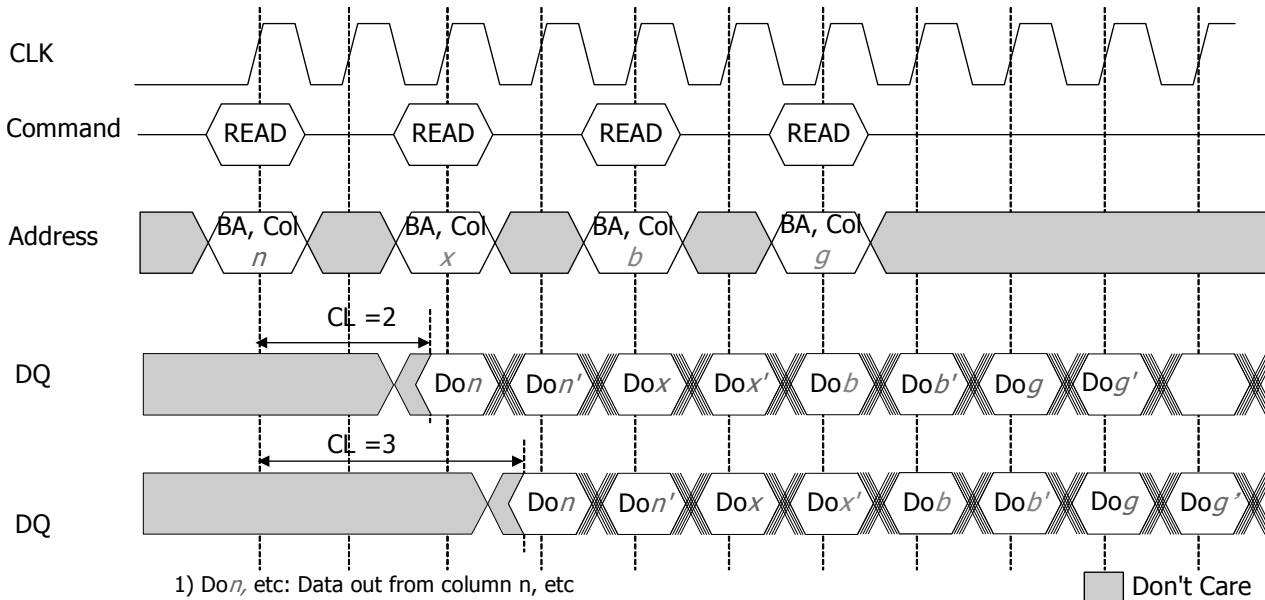 CLK
Command READ READ READ READ
Address BA, Col n BA, Col x BA, Col b BA, Col g
CL =2
DQ Don Don' Dox Dox' Dob Dob' Dog Dog'
CL =3
DQ Don Don' Dox Dox' Dob Dob' Dog Dog’
1) Don, etc: Data out from column n, etc
Don't Care